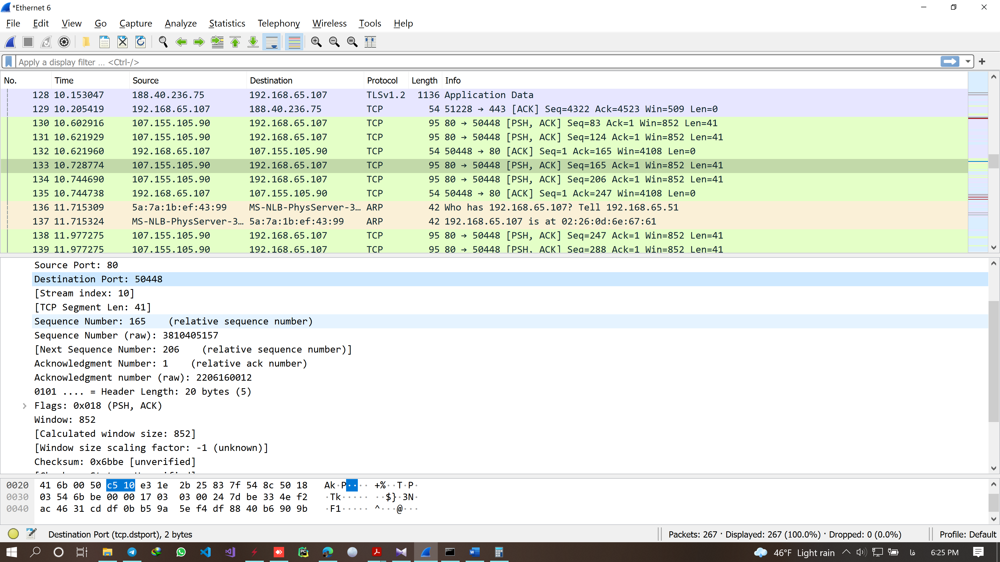 *Ethernet 6
File Edit View Go Capture Analyze Statistics Telephony Wireless Tools Help
Apply a display filter … <Ctrl-/>
No. Time Source Destination Protocol Length Info
128 10.153047 188.40.236.75 192.168.65.107 TLSv1.2 1136 Application Data
129 10.205419 192.168.65.107 188.40.236.75 TCP 54 51228 → 443 [ACK] Seq=4322 Ack=4523 Win=509 Len=0
130 10.602916 107.155.105.90 192.168.65.107 TCP 95 80 → 50448 [PSH, ACK] Seq=83 Ack=1 Win=852 Len=41
131 10.621929 107.155.105.90 192.168.65.107 TCP 95 80 → 50448 [PSH, ACK] Seq=124 Ack=1 Win=852 Len=41
132 10.621960 192.168.65.107 107.155.105.90 TCP 54 50448 → 80 [ACK] Seq=1 Ack=165 Win=4108 Len=0
133 10.728774 107.155.105.90 192.168.65.107 TCP 95 80 → 50448 [PSH, ACK] Seq=165 Ack=1 Win=852 Len=41
134 10.744690 107.155.105.90 192.168.65.107 TCP 95 80 → 50448 [PSH, ACK] Seq=206 Ack=1 Win=852 Len=41
135 10.744738 192.168.65.107 107.155.105.90 TCP 54 50448 → 80 [ACK] Seq=1 Ack=247 Win=4108 Len=0
136 11.715309 5a:7a:1b:ef:43:99 MS-NLB-PhysServer-3… ARP 42 Who has 192.168.65.107? Tell 192.168.65.51
137 11.715324 MS-NLB-PhysServer-3… 5a:7a:1b:ef:43:99 ARP 42 192.168.65.107 is at 02:26:0d:6e:67:61
138 11.977275 107.155.105.90 192.168.65.107 TCP 95 80 → 50448 [PSH, ACK] Seq=247 Ack=1 Win=852 Len=41
139 11.977275 107.155.105.90 192.168.65.107 TCP 95 80 → 50448 [PSH, ACK] Seq=288 Ack=1 Win=852 Len=41
Source Port: 80
Destination Port: 50448
[Stream index: 10]
[TCP Segment Len: 41]
Sequence Number: 165 (relative sequence number)
Sequence Number (raw): 3810405157
[Next Sequence Number: 206 (relative sequence number)]
Acknowledgment Number: 1 (relative ack number)
Acknowledgment number (raw): 2206160012
0101 .... = Header Length: 20 bytes (5)
Flags: 0x018 (PSH, ACK)
Window: 852
[Calculated window size: 852]
[Window size scaling factor: -1 (unknown)]
Checksum: 0x6bbe [unverified]
0020 41 6b 00 50 c5 10 e3 1e 2b 25 83 7f 54 8c 50 18 Ak·P···· +%··T·P·
0030 03 54 6b be 00 00 17 03 03 00 24 7d be 33 4e f2 ·Tk····· ··$}·3N·
0040 ac 46 31 cd df 0b b5 9a 5e f4 df 88 40 b6 90 9b ·F1····· ^···@···
Destination Port (tcp.dstport), 2 bytes
Packets: 267 · Displayed: 267 (100.0%) · Dropped: 0 (0.0%)
Profile: Default
46°F Light rain
فا
6:25 PM